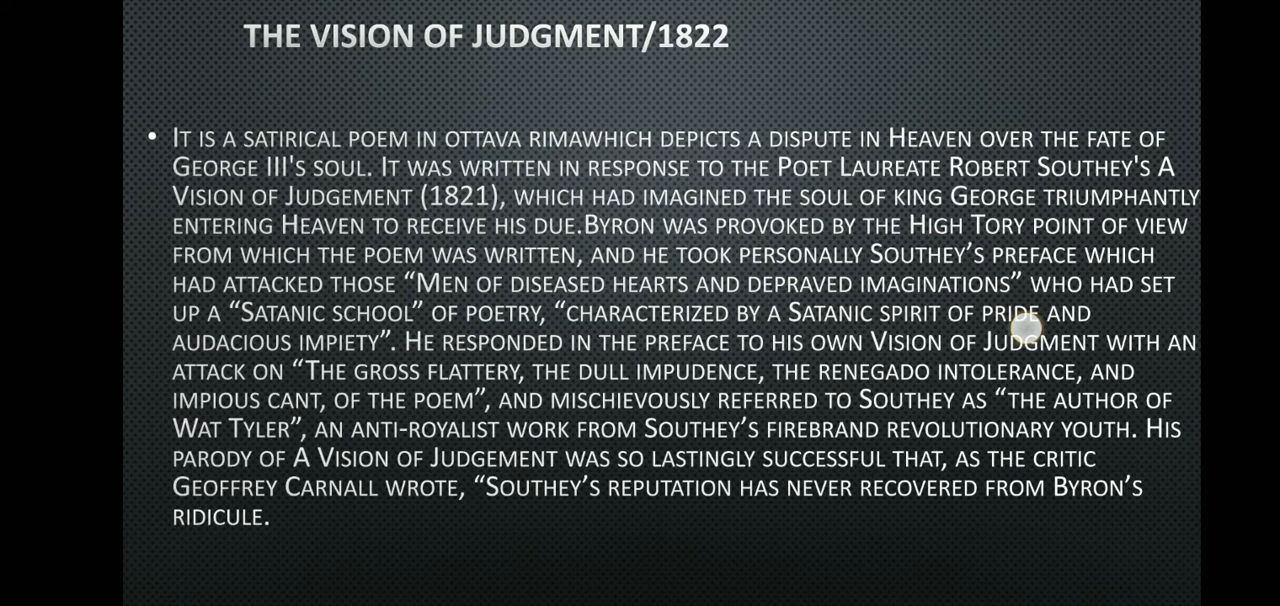 THE VISION OF JUDGMENT/1822
• IT IS A SATIRICAL POEM IN OTTAVA RIMAWHICH DEPICTS A DISPUTE IN HEAVEN OVER THE FATE OF
GEORGE III'S SOUL. IT WAS WRITTEN IN RESPONSE TO THE POET LAUREATE ROBERT SOUTHEY'S A
VISION OF JUDGEMENT (1821), WHICH HAD IMAGINED THE SOUL OF KING GEORGE TRIUMPHANTLY
ENTERING HEAVEN TO RECEIVE HIS DUE.BYRON WAS PROVOKED BY THE HIGH TORY POINT OF VIEW
FROM WHICH THE POEM WAS WRITTEN, AND HE TOOK PERSONALLY SOUTHEY’S PREFACE WHICH
HAD ATTACKED THOSE “MEN OF DISEASED HEARTS AND DEPRAVED IMAGINATIONS” WHO HAD SET
UP A “SATANIC SCHOOL” OF POETRY, “CHARACTERIZED BY A SATANIC SPIRIT OF PRIDE AND
AUDACIOUS IMPIETY”. HE RESPONDED IN THE PREFACE TO HIS OWN VISION OF JUDGMENT WITH AN
ATTACK ON “THE GROSS FLATTERY, THE DULL IMPUDENCE, THE RENEGADO INTOLERANCE, AND
IMPIOUS CANT, OF THE POEM”, AND MISCHIEVOUSLY REFERRED TO SOUTHEY AS “THE AUTHOR OF
WAT TYLER”, AN ANTI-ROYALIST WORK FROM SOUTHEY’S FIREBRAND REVOLUTIONARY YOUTH. HIS
PARODY OF A VISION OF JUDGEMENT WAS SO LASTINGLY SUCCESSFUL THAT, AS THE CRITIC
GEOFFREY CARNALL WROTE, “SOUTHEY’S REPUTATION HAS NEVER RECOVERED FROM BYRON’S
RIDICULE.